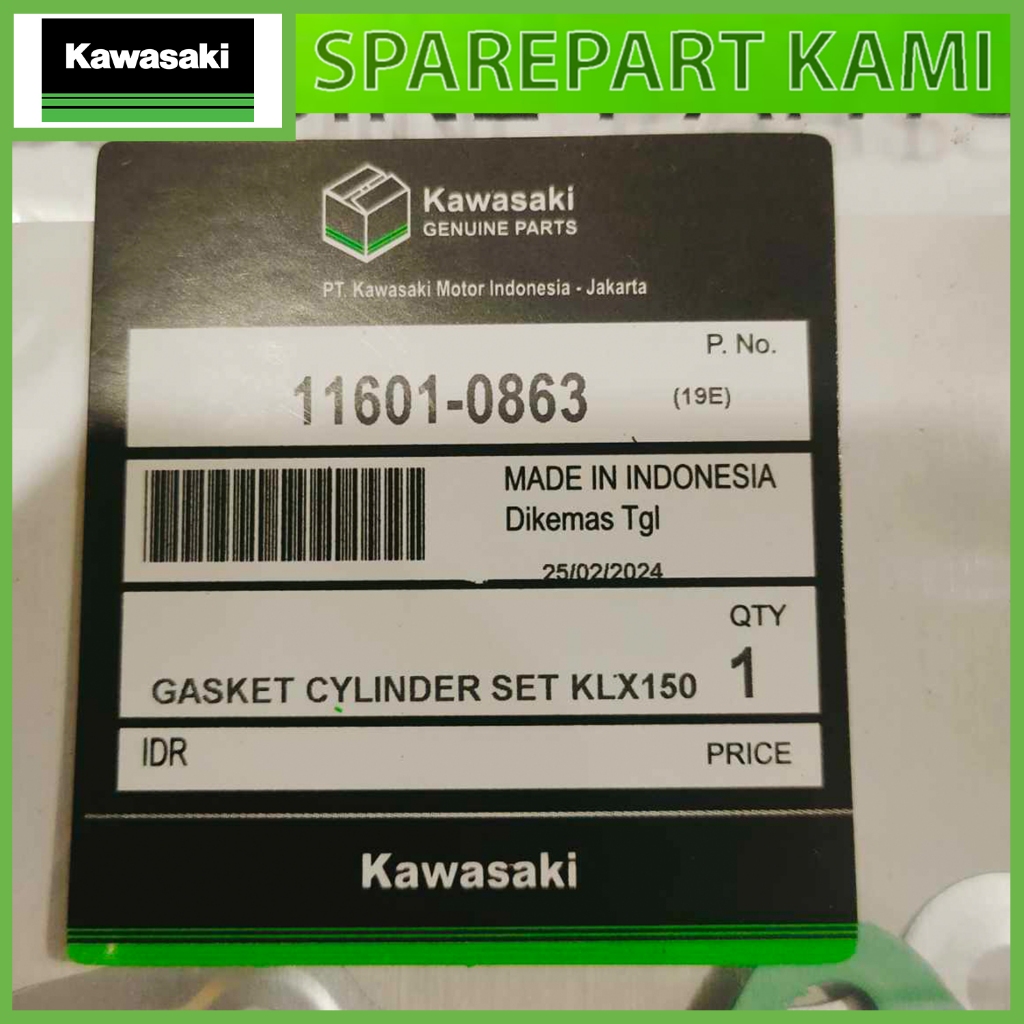 Kawasaki
SPAREPART KAMI
Kawasaki
GENUINE PARTS
PT. Kawasaki Motor Indonesia - Jakarta
P. No.
11601-0863
(19E)
MADE IN INDONESIA
Dikemas Tgl
25/02/2024
QTY
GASKET CYLINDER SET KLX150
1
IDR
PRICE
Kawasaki